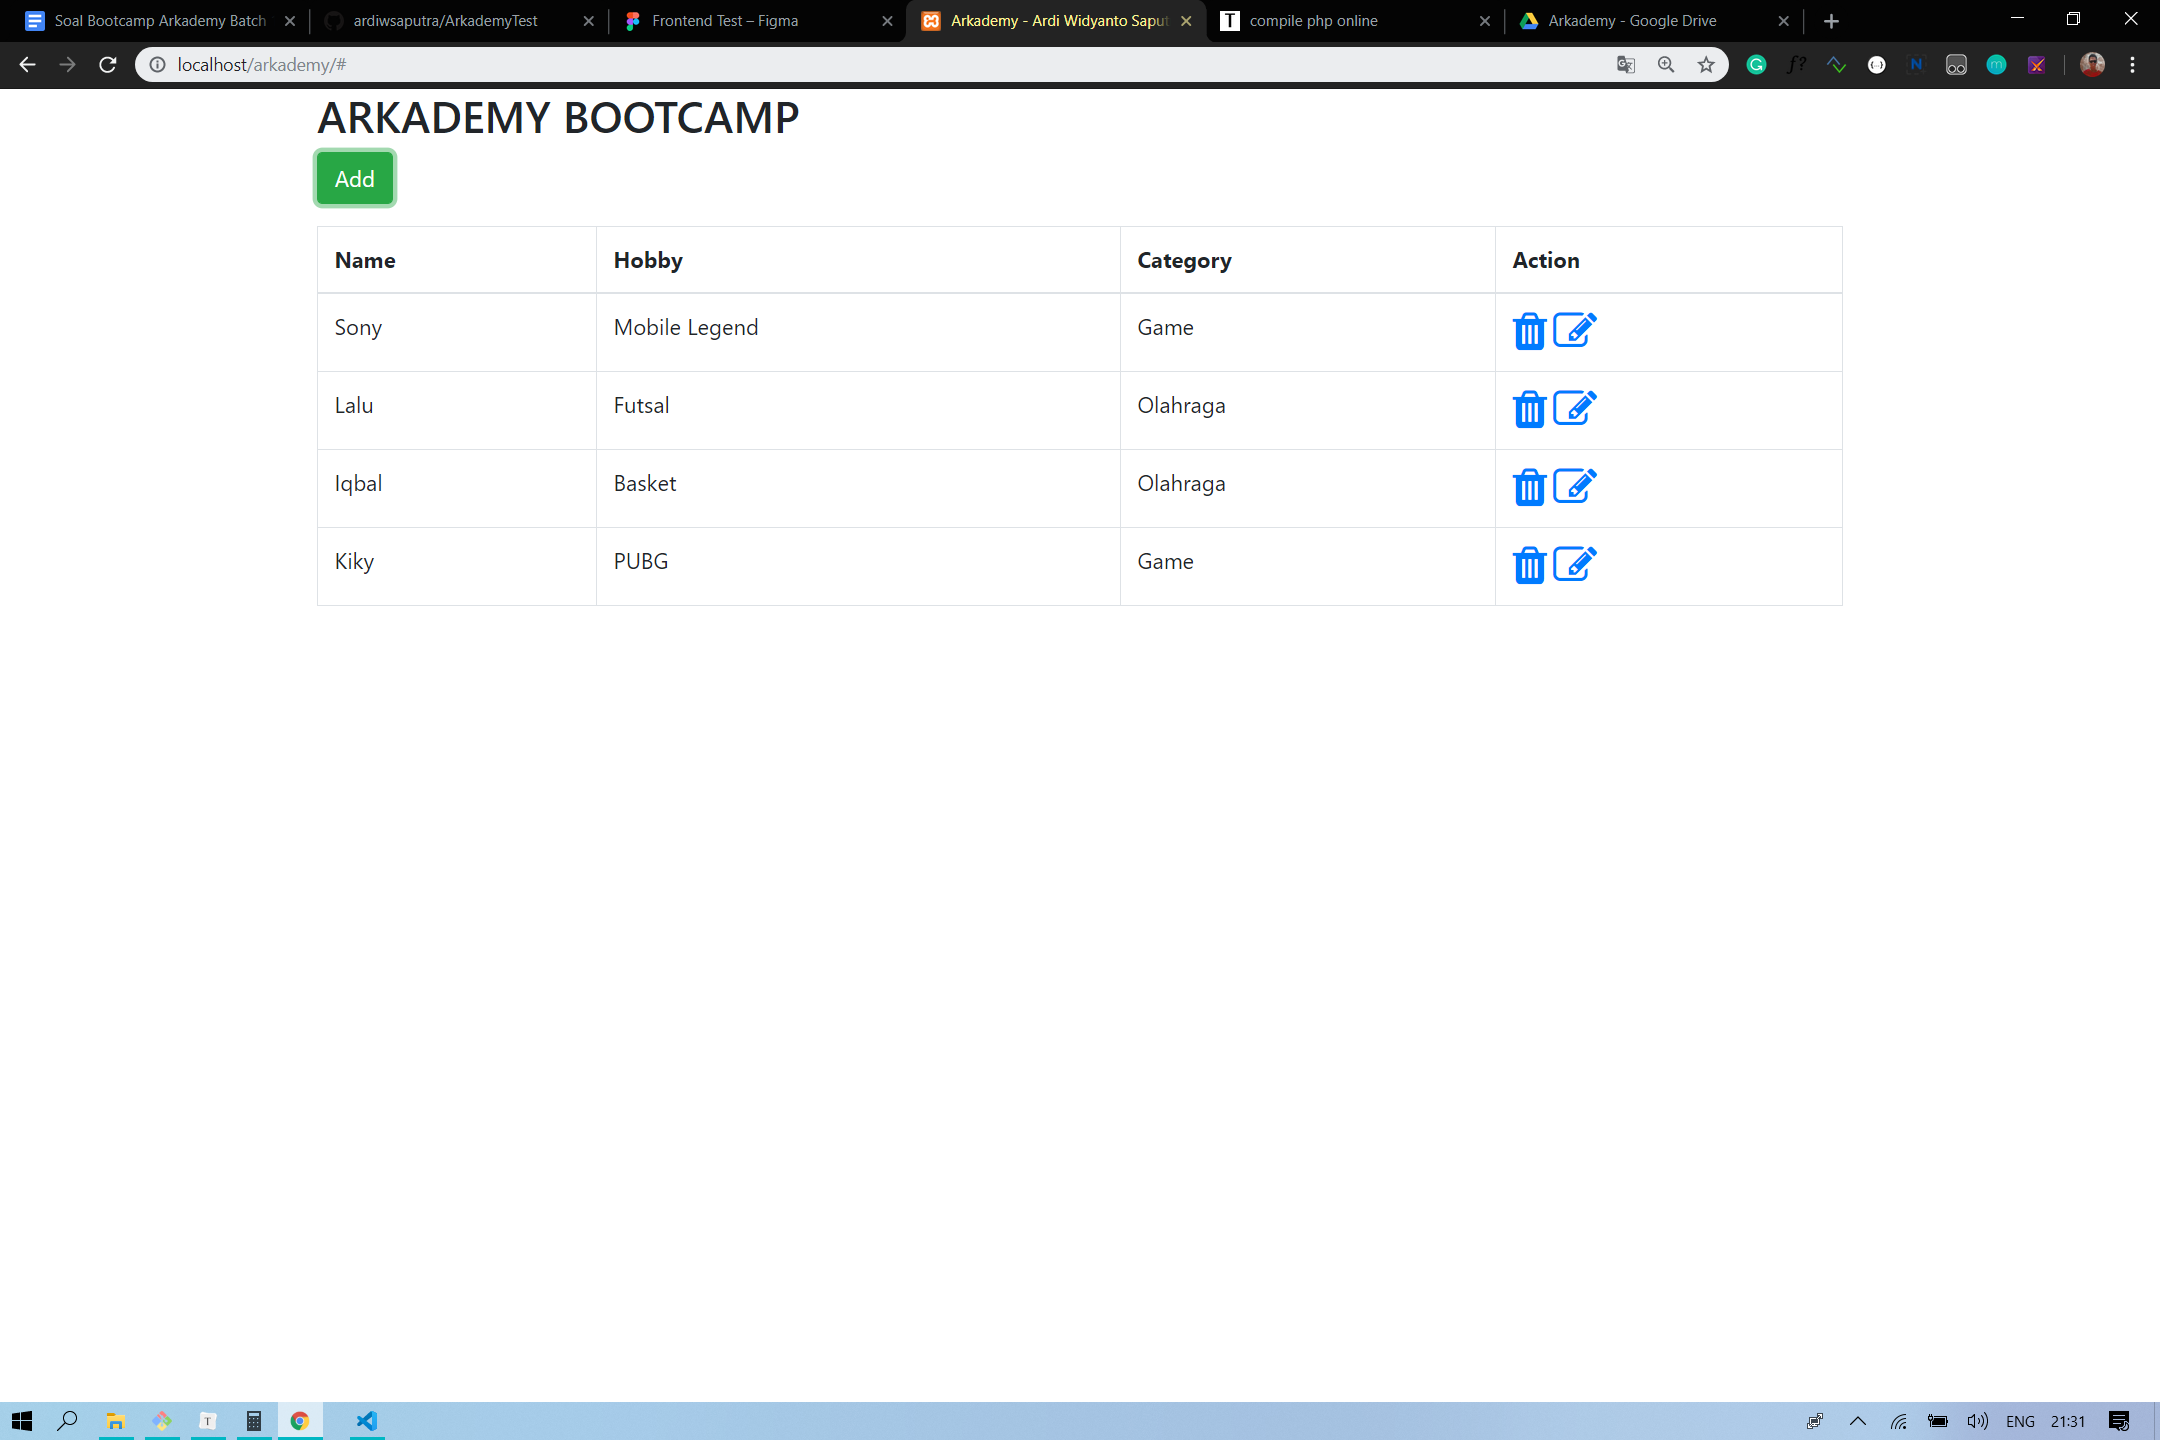 Soal Bootcamp Arkademy Batch
ardiwsaputra/ArkademyTest
Frontend Test – Figma
Arkademy - Ardi Widyanto Saput
compile php online
Arkademy - Google Drive
localhost/arkademy/#
ARKADEMY BOOTCAMP
Add
Name Hobby Category Action
Sony Mobile Legend Game
Lalu Futsal Olahraga
Iqbal Basket Olahraga
Kiky PUBG Game
ENG 21:31